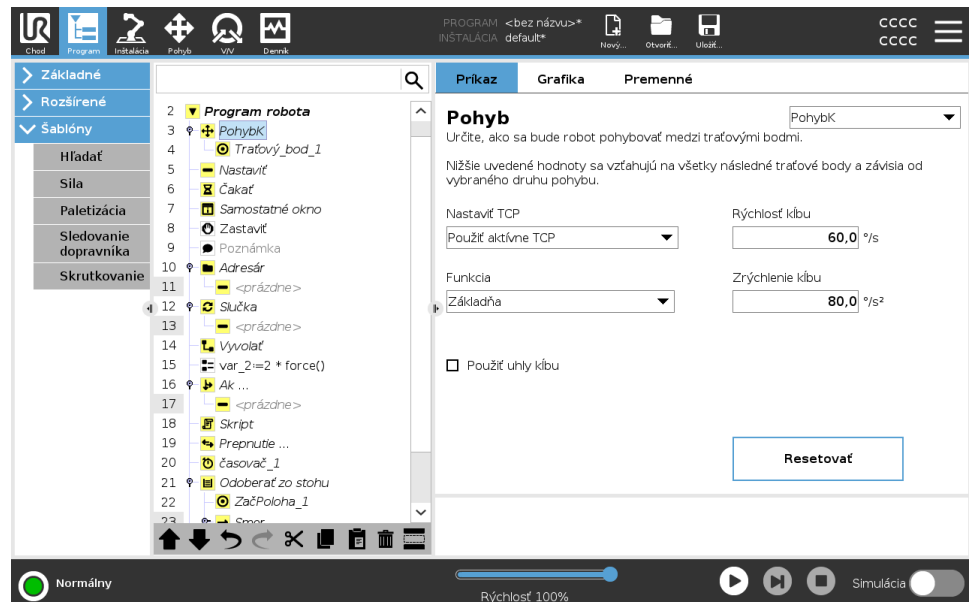 PROGRAM <bez názvu>*
INŠTALÁCIA default*
Chod
Program
Inštalácia
Pohyb
V/V
Denník
Nový...
Otvoriť...
Uložiť...
CCCC
CCCC
Základné
Rozšírené
Šablóny
Hľadať
Sila
Paletizácia
Sledovanie
dopravníka
Skrutkovanie
2 Program robota
3 PohybK
4 Traťový_bod_1
5 Nastaviť
6 Čakať
7 Samostatné okno
8 Zastaviť
9 Poznámka
10 Adresár
11 <prázdne>
12 Slučka
13 <prázdne>
14 Vyvolať
15 var_2:=2 * force()
16 Ak ...
17 <prázdne>
18 Skript
19 Prepnutie ...
20 časovač_1
21 Odoberať zo stohu
22 ZačPoloha_1
23 Smer
Príkaz
Grafika
Premenné
Pohyb
PohybK
Určite, ako sa bude robot pohybovať medzi traťovými bodmi.
Nižšie uvedené hodnoty sa vzťahujú na všetky následné traťové body a závisia od
vybraného druhu pohybu.
Nastaviť TCP
Rýchlosť kĺbu
Použiť aktívne TCP
60,0 °/s
Funkcia
Zrýchlenie kĺbu
Základňa
80,0 °/s²
Použiť uhly kĺbu
Resetovať
Normálny
Rýchlosť 100%
Simulácia